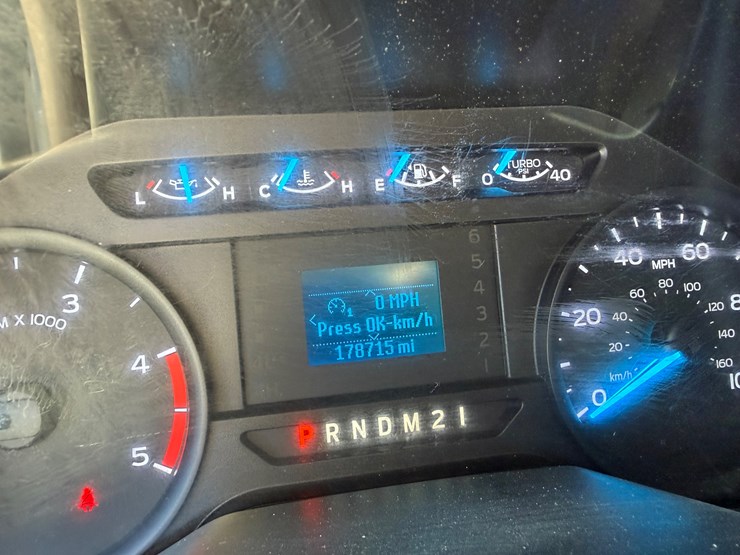 L H C H E F 0 TURBO PSI 40
6
5
4
3
2
1
0 MPH
Press OK-km/h
178715 mi
P R N D M 2 1
3
M X 1000
4
5
MPH
0 20 40 60 8
km/h
20 40 60 80 100 120 140 160
10